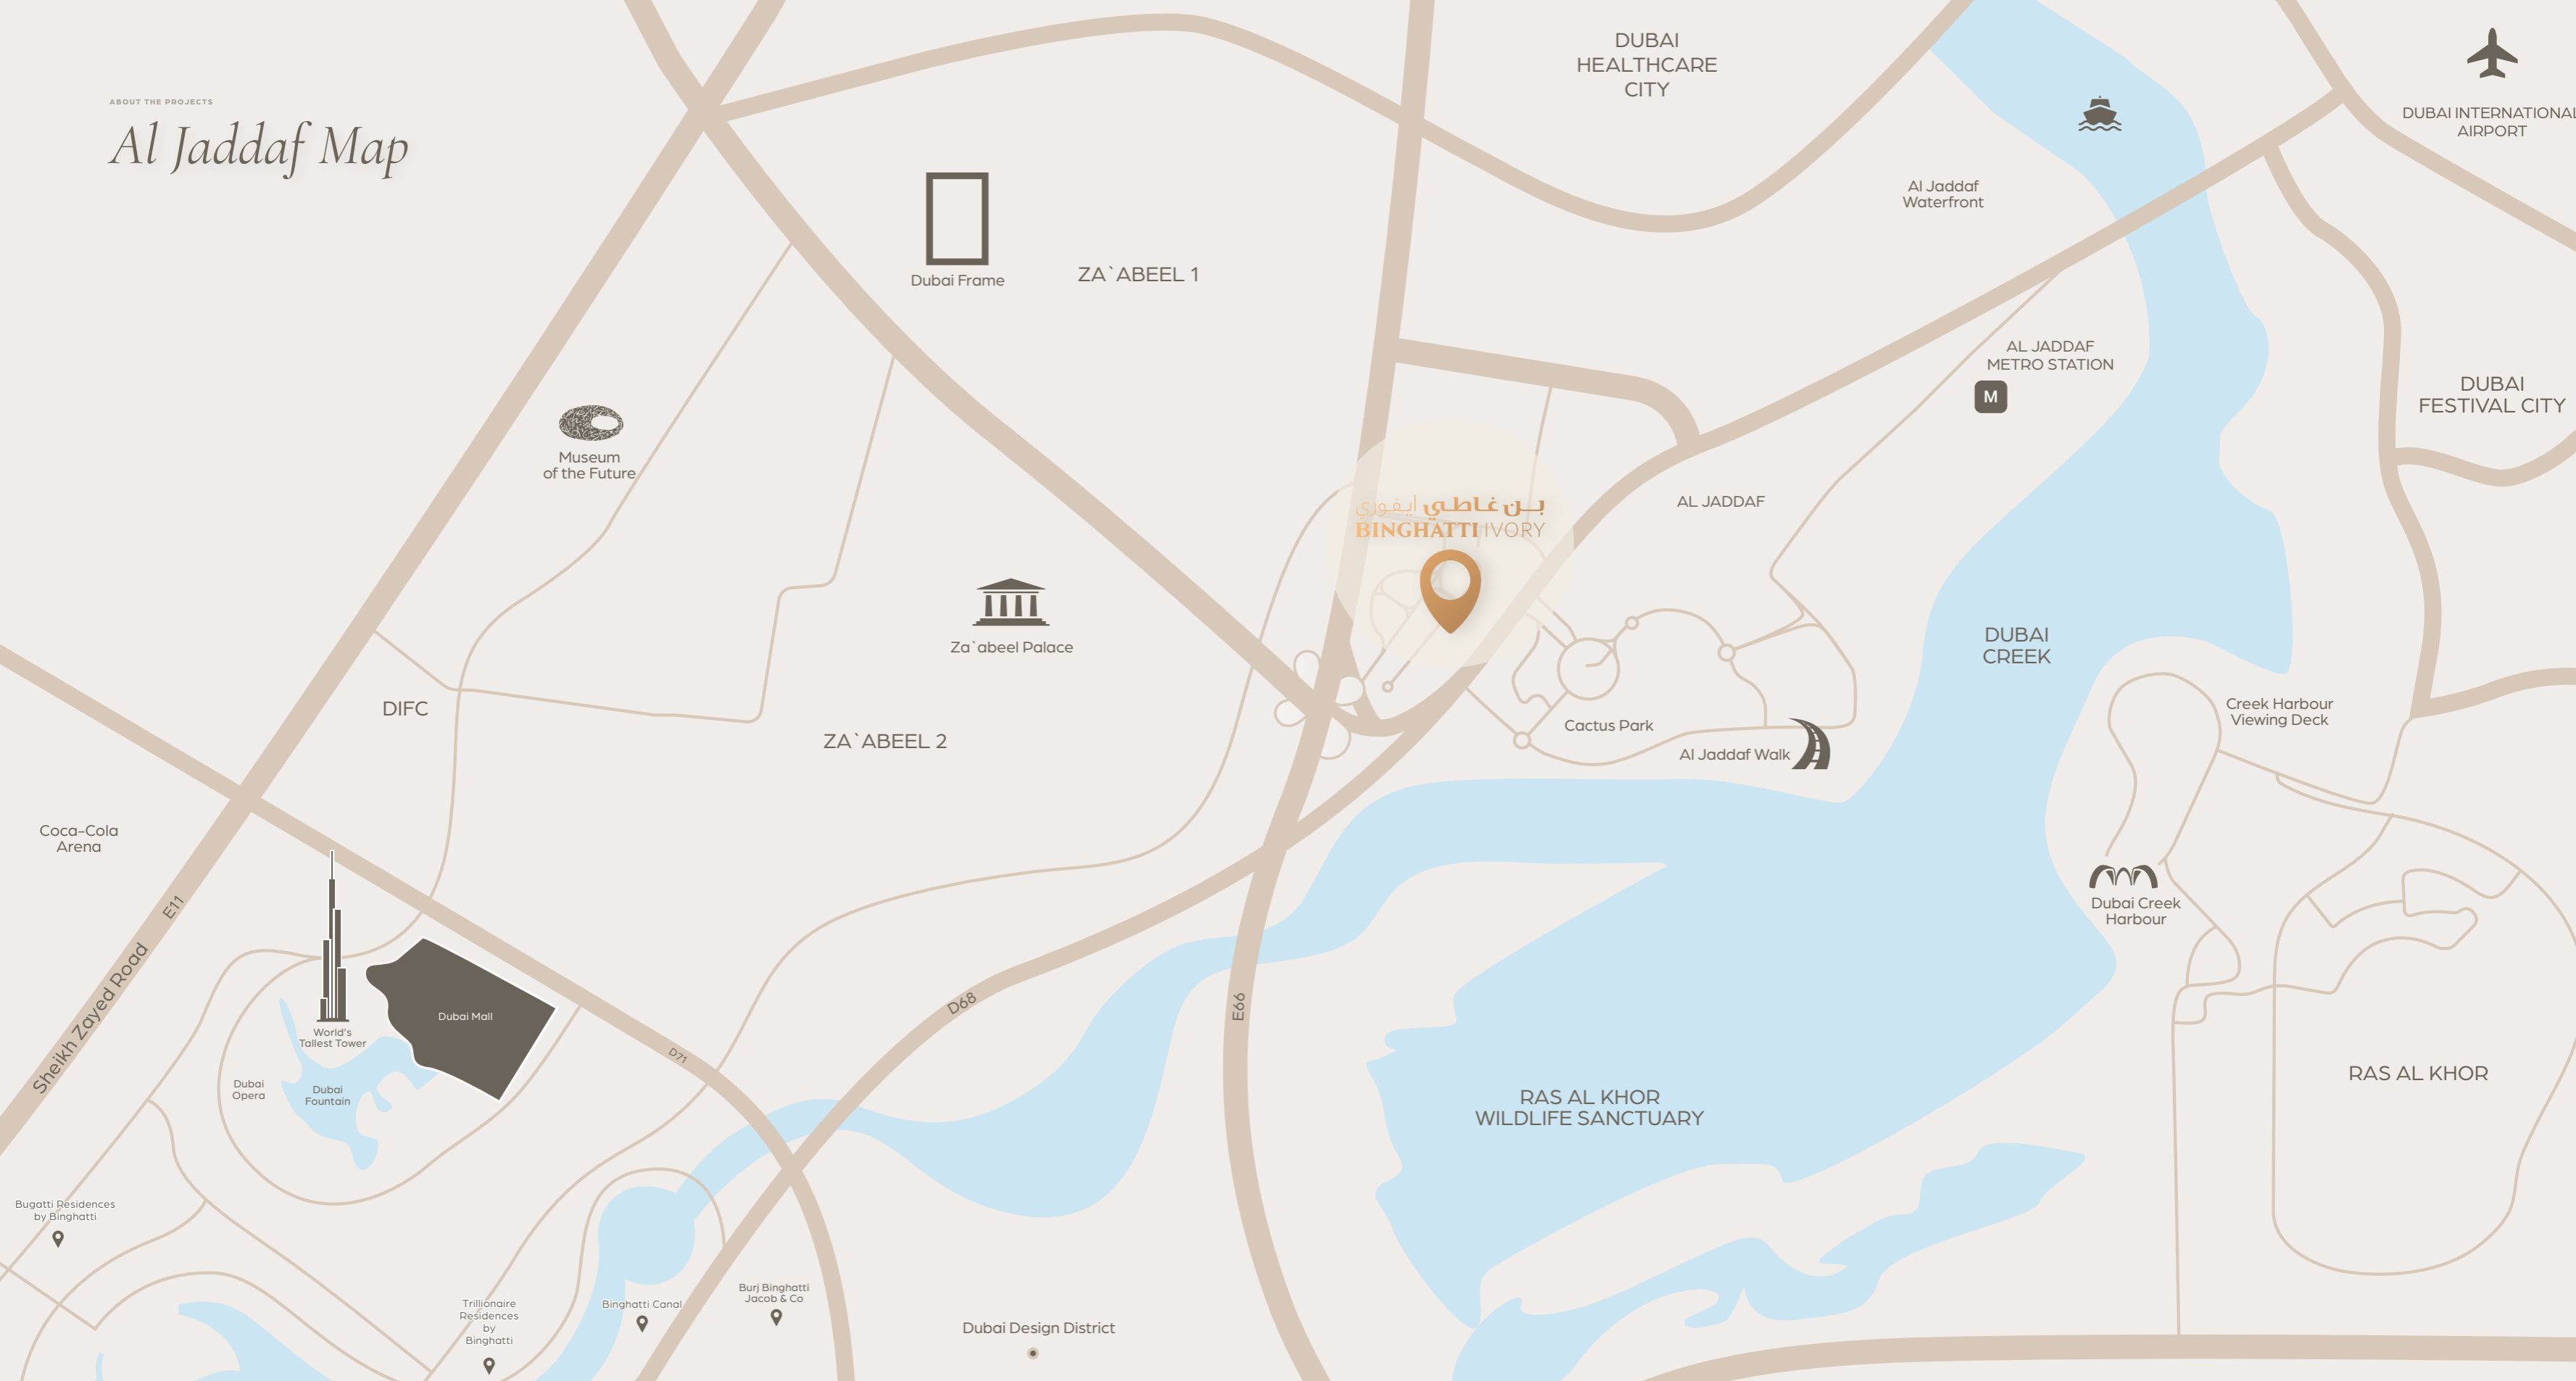 ABOUT THE PROJECTS
Al Jaddaf Map
DUBAI
HEALTHCARE
CITY
DUBAI INTERNATIONAL
AIRPORT
Al Jaddaf
Waterfront
Dubai Frame
ZA`ABEEL 1
AL JADDAF
METRO STATION
M
DUBAI
FESTIVAL CITY
Museum
of the Future
بن غاطي ايفوري
BINGHATTI IVORY
AL JADDAF
Za`abeel Palace
DUBAI
CREEK
DIFC
ZA`ABEEL 2
Cactus Park
Al Jaddaf Walk
Creek Harbour
Viewing Deck
Coca-Cola
Arena
E11
Sheikh Zayed Road
Dubai Creek
Harbour
Dubai Mall
World's
Tallest Tower
D68
E66
D71
Dubai
Opera
Dubai
Fountain
RAS AL KHOR
WILDLIFE SANCTUARY
RAS AL KHOR
Bugatti Residences
by Binghatti
Trillionaire
Residences
by
Binghatti
Binghatti Canal
Burj Binghatti
Jacob & Co
Dubai Design District